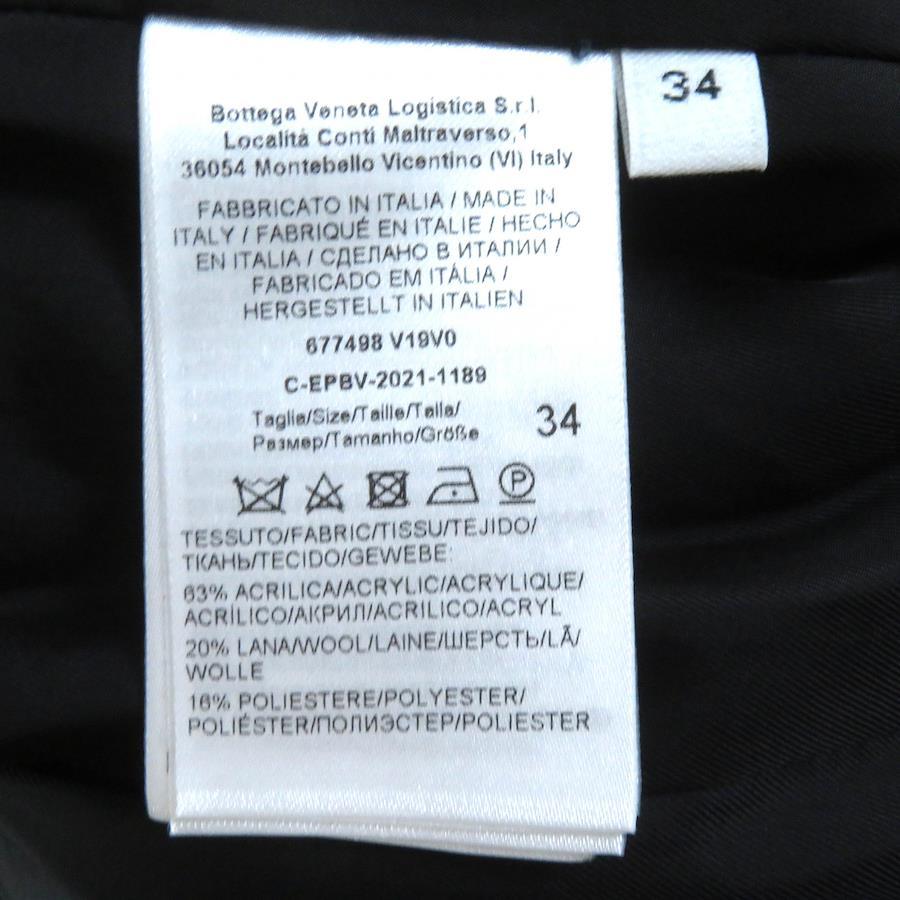 Bottega Veneta Logistica S.r.l.
Località Conti Maltraverso,1
36054 Montebello Vicentino (VI) Italy
FABBRICATO IN ITALIA / MADE IN
ITALY / FABRIQUÉ EN ITALIE / HECHO
EN ITALIA / СДЕЛАНО В ИТАЛИИ /
FABRICADO EM ITÁLIA /
HERGESTELLT IN ITALIEN
677498 V19V0
C-EPBV-2021-1189
Taglia/Size/Taille/Talla/
Размер/Tamanho/Größe
34
P
TESSUTO/FABRIC/TISSU/TEJIDO/
ТКАНЬ/TECIDO/GEWEBE:
63% ACRILICA/ACRYLIC/ACRYLIQUE/
ACRÍLICO/АКРИЛ/ACRILICO/ACRYL
20% LANA/WOOL/LAINE/ШЕРСТЬ/LÃ/
WOLLE
16% POLIESTERE/POLYESTER/
POLIÉSTER/ПОЛИЭСТЕР/POLIESTER
34